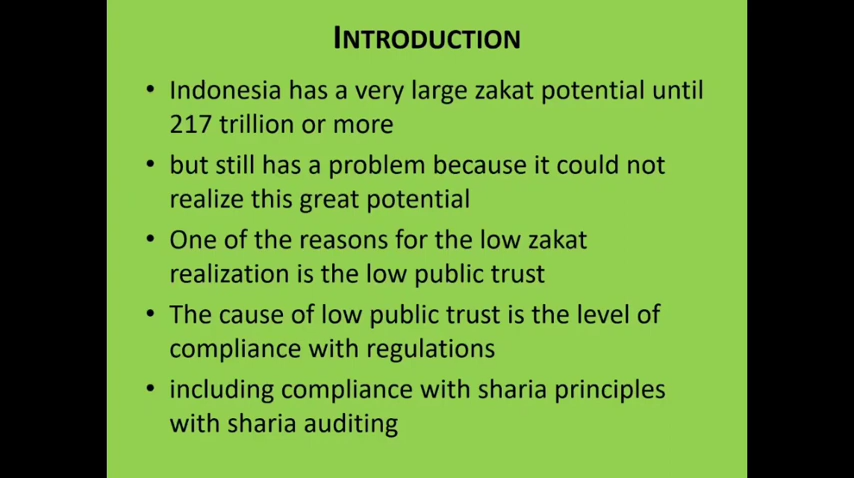 INTRODUCTION
• Indonesia has a very large zakat potential until
217 trillion or more
• but still has a problem because it could not
realize this great potential
• One of the reasons for the low zakat
realization is the low public trust
• The cause of low public trust is the level of
compliance with regulations
• including compliance with sharia principles
with sharia auditing